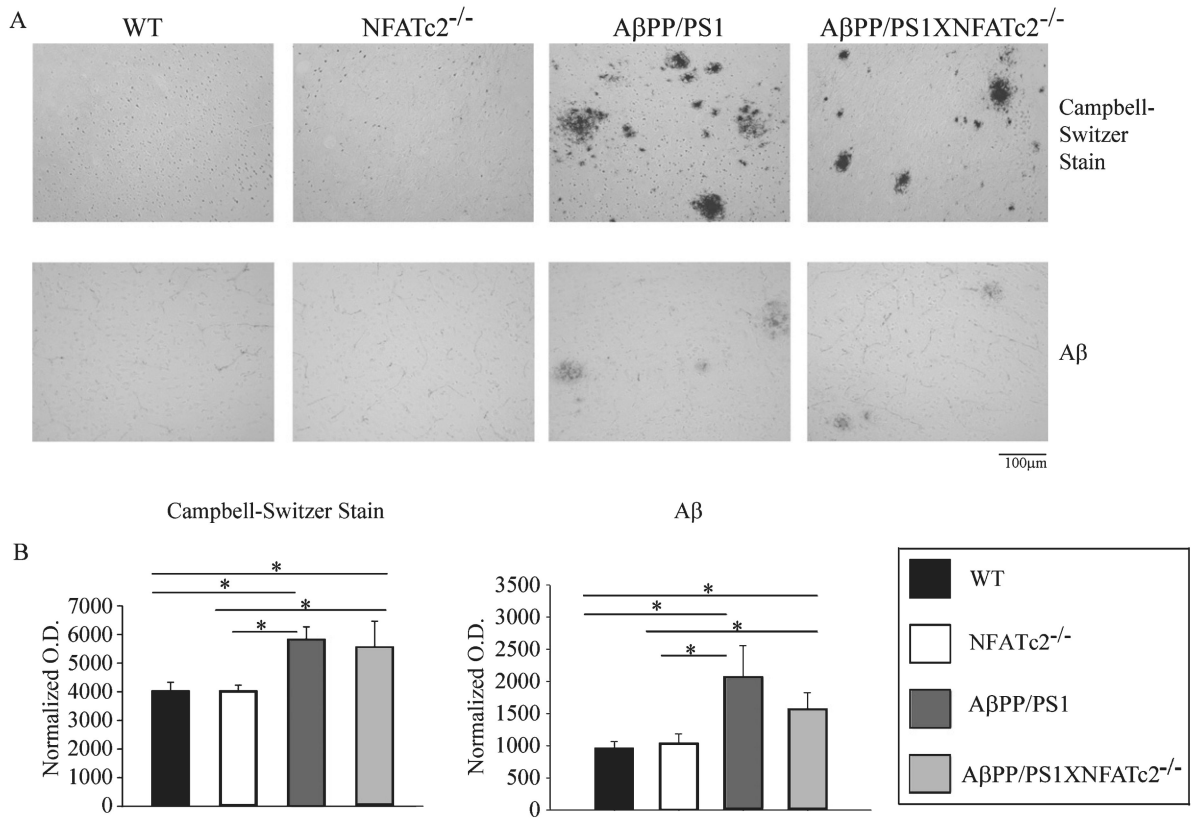 A
WT NFATc2-/- AβPP/PS1 AβPP/PS1XNFATc2-/-
Campbell-
Switzer
Stain
Aβ
100µm
B
Campbell-Switzer Stain
* * * *
Normalized O.D.
7000
6000
5000
4000
3000
2000
1000
0
Aβ
* * * *
Normalized O.D.
3500
3000
2500
2000
1500
1000
500
0
WT
NFATc2-/-
AβPP/PS1
AβPP/PS1XNFATc2-/-